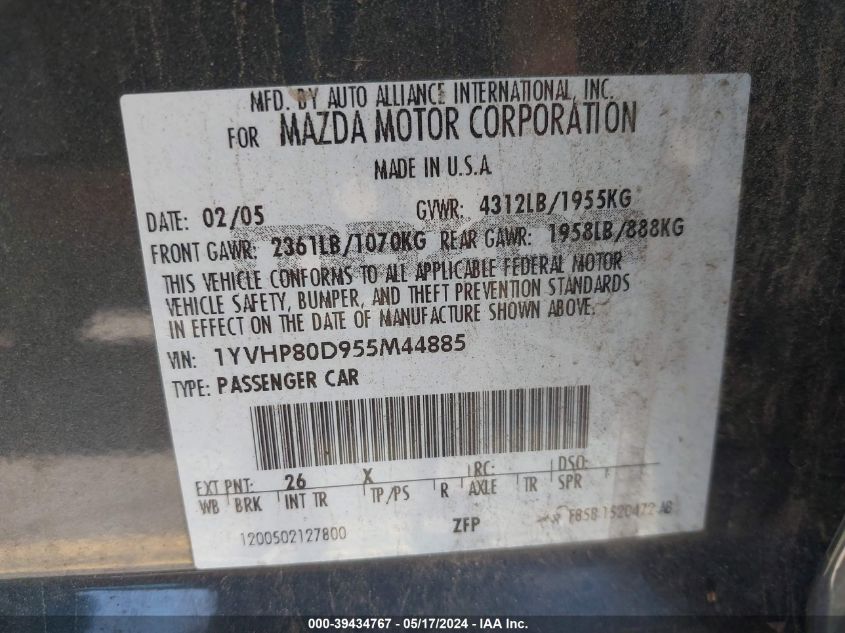 MFD. BY AUTO ALLIANCE INTERNATIONAL, INC.
FOR MAZDA MOTOR CORPORATION
MADE IN U.S.A
DATE: 02/05 GVWR: 4312LB/1955KG
FRONT GAWR: 2361LB/1070KG REAR GAWR: 1958LB/888KG
THIS VEHICLE CONFORMS TO ALL APPLICABLE FEDERAL MOTOR
VEHICLE SAFETY, BUMPER, AND THEFT PREVENTION STANDARDS
IN EFFECT ON THE DATE OF MANUFACTURE SHOWN ABOVE.
VIN: 1YVHP80D955M44885
TYPE: PASSENGER CAR
EXT PNT: 26 X RC: DSO:
WB BRK INT TR TP/PS R AXLE TR SPR
1200502127800 ZFP
000-39434767 – 05/17/2024 – IAA Inc.